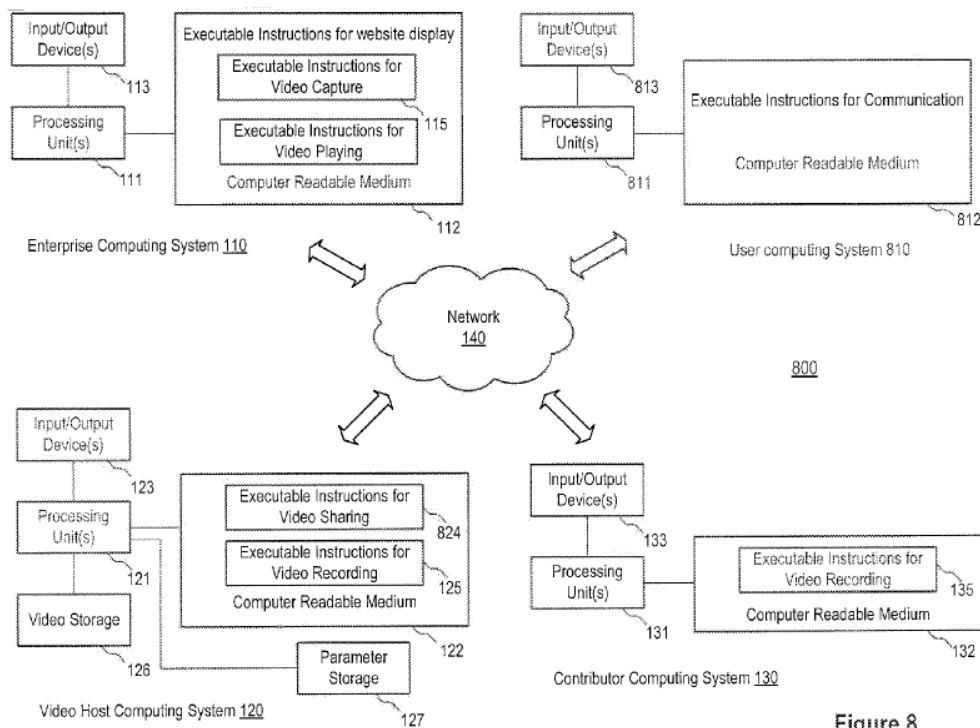 Input/Output
Device(s)
113
Processing
Unit(s)
111
Executable Instructions for website display
Executable Instructions for
Video Capture
115
Executable Instructions for
Video Playing
Computer Readable Medium
112
Enterprise Computing System 110
Input/Output
Device(s)
813
Processing
Unit(s)
811
Executable Instructions for Communication
Computer Readable Medium
812
User computing System 810
Network
140
800
Input/Output
Device(s)
123
Processing
Unit(s)
121
Video Storage
126
Executable Instructions for
Video Sharing
824
Executable Instructions for
Video Recording
125
Computer Readable Medium
122
Parameter
Storage
127
Video Host Computing System 120
Input/Output
Device(s)
133
Processing
Unit(s)
131
Executable Instructions for
Video Recording
135
Computer Readable Medium
132
Contributor Computing System 130
Figure 8